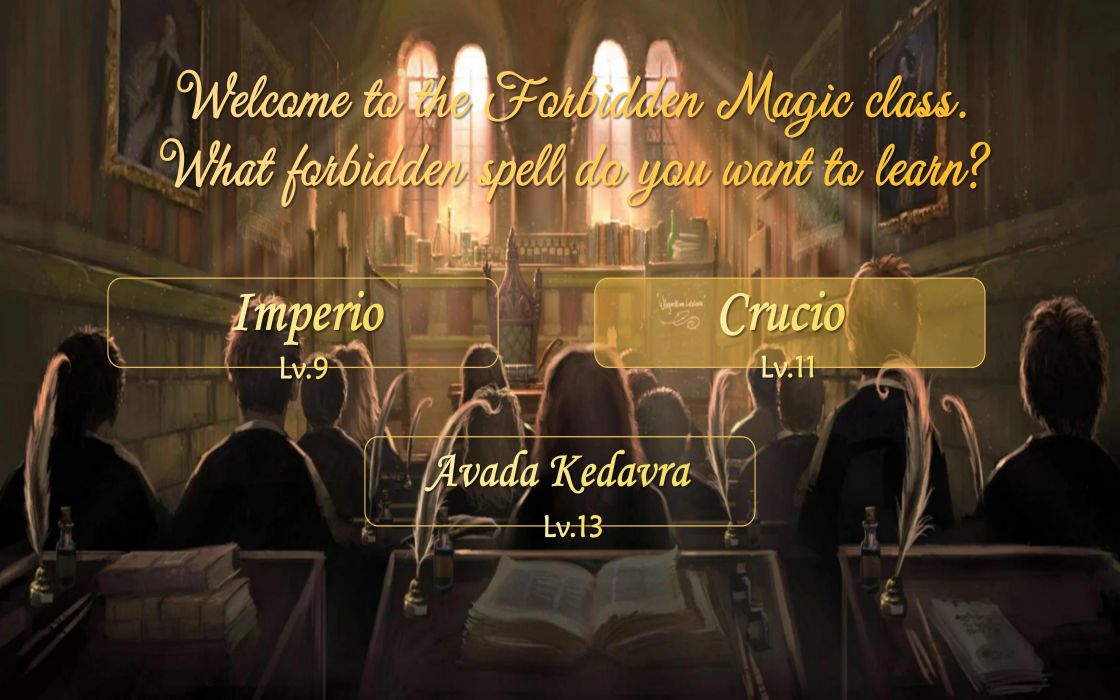 Welcome to the Forbidden Magic class.
What forbidden spell do you want to learn?
Imperio
Lv.9
Crucio
Lv.11
Avada Kedavra
Lv.13